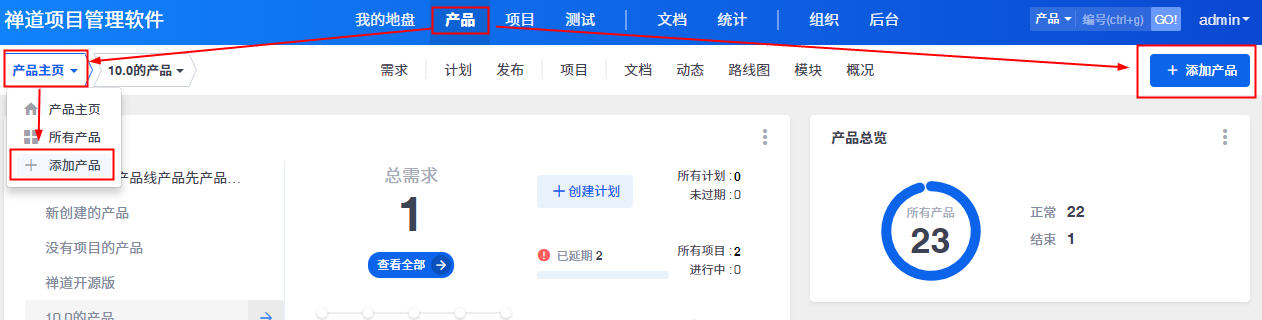 禅道项目管理软件 我的地盘 产品 项目 测试 文档 统计 组织 后台 产品 编号(ctrl+g) GO! admin
产品主页 10.0的产品 需求 计划 发布 项目 文档 动态 路线图 模块 概况 + 添加产品
产品主页
所有产品
添加产品
产品线产品先产品…
新创建的产品
没有项目的产品
禅道开源版
10.0的产品
总需求
1
查看全部
+ 创建计划
所有计划 : 0
未过期 : 0
已延期 2
所有项目 : 2
进行中 : 0
产品总览
所有产品
23
正常 22
结束 1